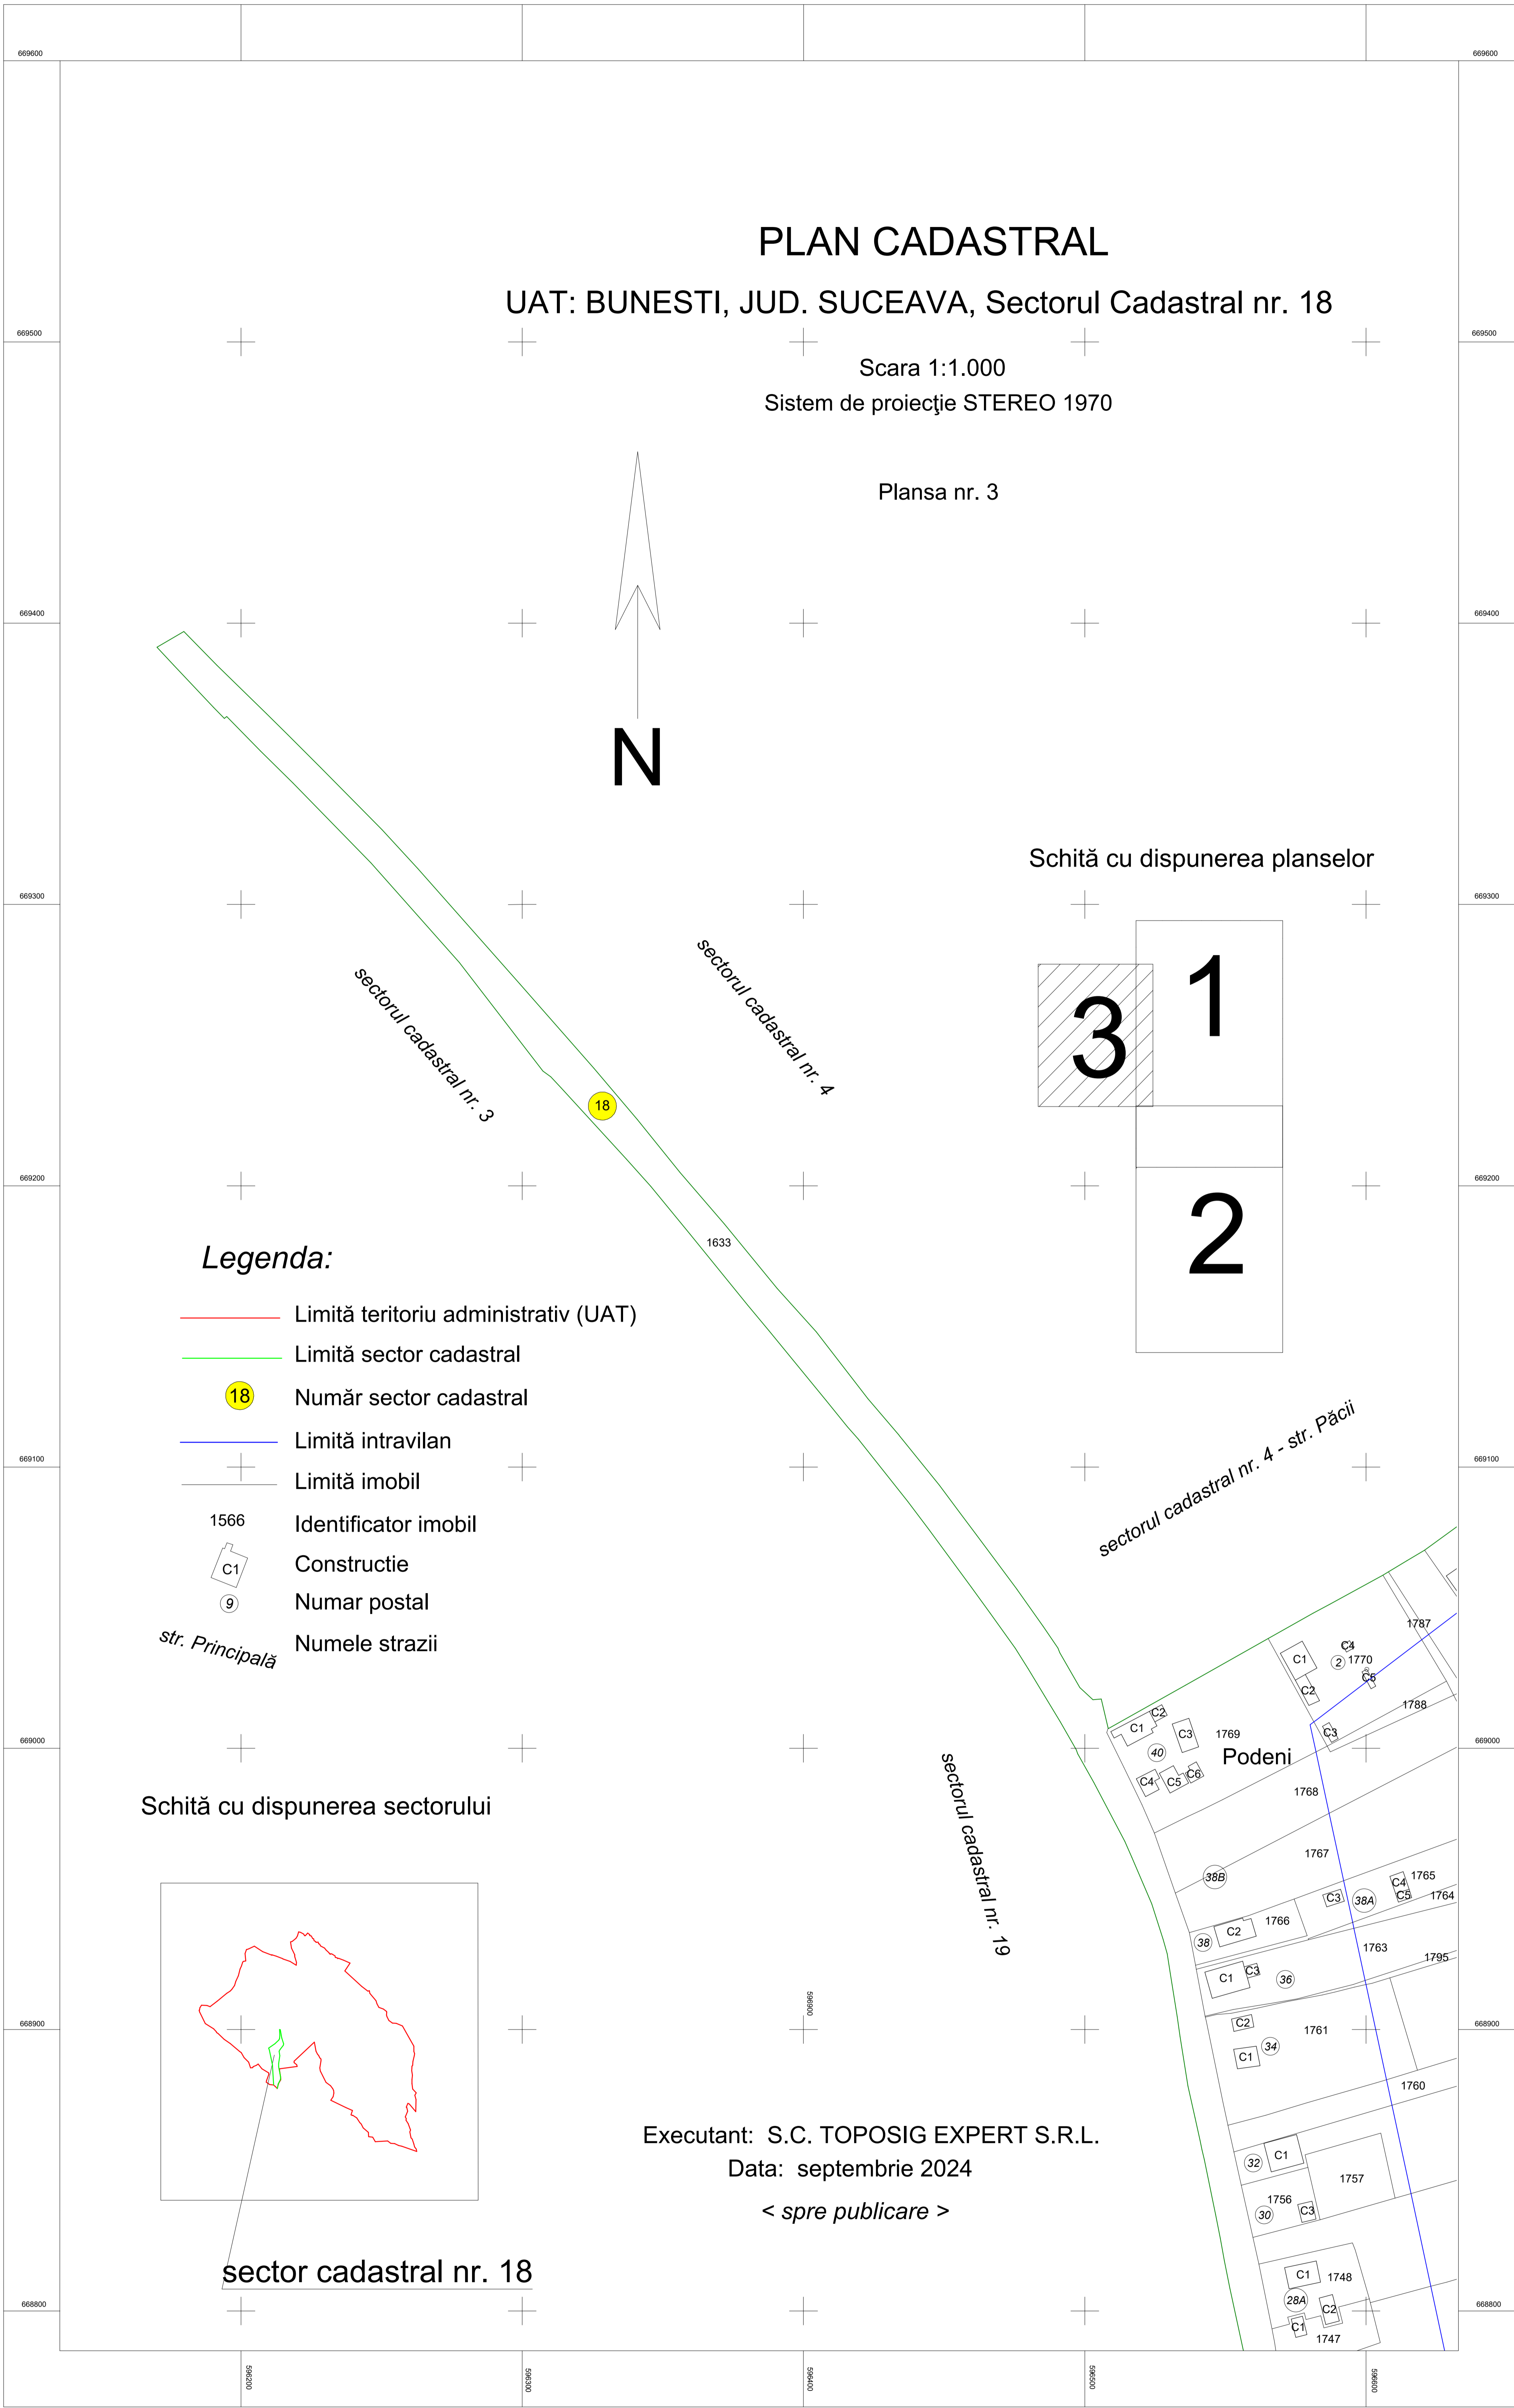 669600
669600
PLAN CADASTRAL
UAT: BUNESTI, JUD. SUCEAVA, Sectorul Cadastral nr. 18
669500
669500
Scara 1:1.000
Sistem de proiecţie STEREO 1970
Plansa nr. 3
669400
669400
N
Schită cu dispunerea planselor
669300
669300
1
3
2
sectorul cadastral nr. 3
sectorul cadastral nr. 4
18
669200
669200
1633
Legenda:
Limită teritoriu administrativ (UAT)
Limită sector cadastral
18 Număr sector cadastral
Limită intravilan
669100
669100
Limită imobil
1566 Identificator imobil
C1 Constructie
9 Numar postal
str. Principală Numele strazii
sectorul cadastral nr. 4 - str. Păcii
1787
C4
C1
2
1770
C6
C2
1788
C3
C2
C1
C3
1769
669000
669000
40
Podeni
C4
C5
C6
1768
sectorul cadastral nr. 19
Schită cu dispunerea sectorului
1767
38B
1765
C4
C3
38A
C5
1764
1766
C2
38
1763
1795
C1
C3
36
596900
668900
668900
C2
1761
34
C1
1760
Executant: S.C. TOPOSIG EXPERT S.R.L.
Data: septembrie 2024
< spre publicare >
C1
32
1757
1756
C3
30
sector cadastral nr. 18
C1
1748
28A
C2
668800
668800
C1
1747
596200
596300
596400
596500
596600